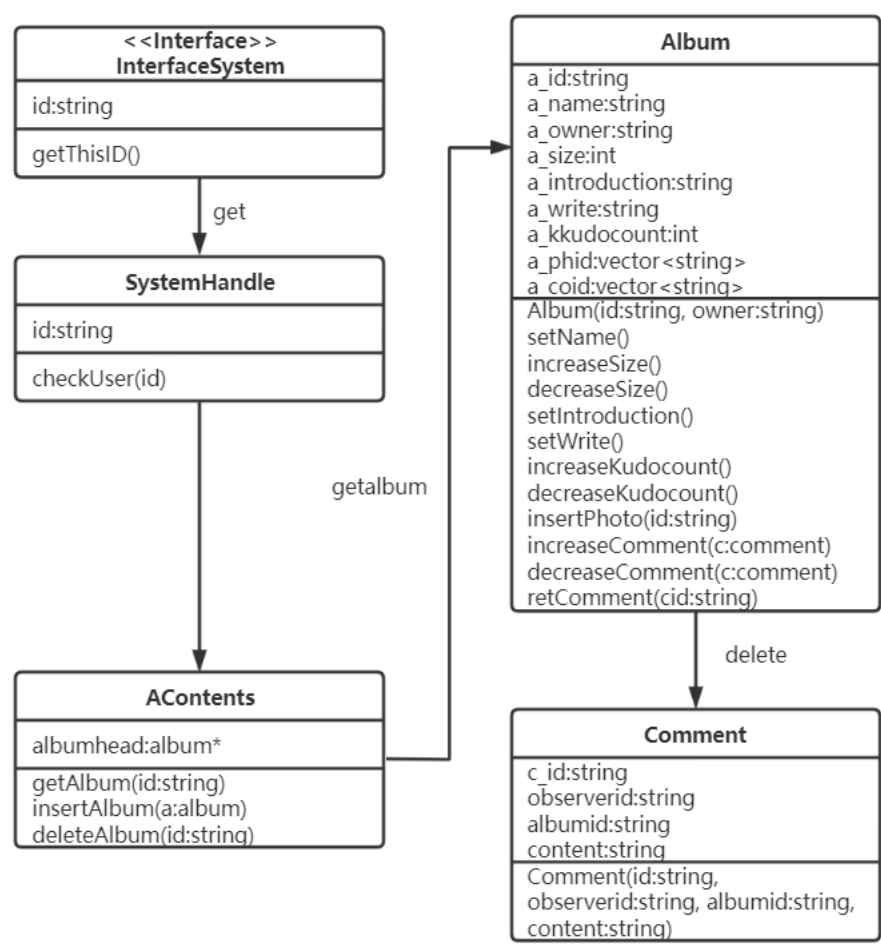 <<Interface>>
InterfaceSystem
id:string
getThisID()
get
SystemHandle
id:string
checkUser(id)
getalbum
AContents
albumhead:album*
getAlbum(id:string)
insertAlbum(a:album)
deleteAlbum(id:string)
Album
a_id:string
a_name:string
a_owner:string
a_size:int
a_introduction:string
a_write:string
a_kkudocount:int
a_phid:vector<string>
a_coid:vector<string>
Album(id:string, owner:string)
setName()
increaseSize()
decreaseSize()
setIntroduction()
setWrite()
increaseKudocount()
decreaseKudocount()
insertPhoto(id:string)
increaseComment(c:comment)
decreaseComment(c:comment)
retComment(cid:string)
delete
Comment
c_id:string
observerid:string
albumid:string
content:string
Comment(id:string,
observerid:string, albumid:string,
content:string)